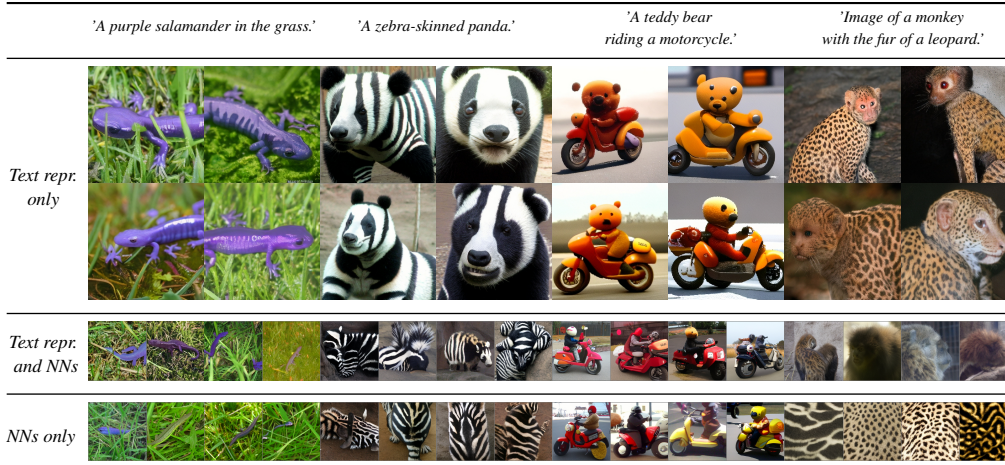 'A purple salamander in the grass.'
'A zebra-skinned panda.'
'A teddy bear
riding a motorcycle.'
'Image of a monkey
with the fur of a leopard.'
Text repr.
only
Text repr.
and NNs
NNs only